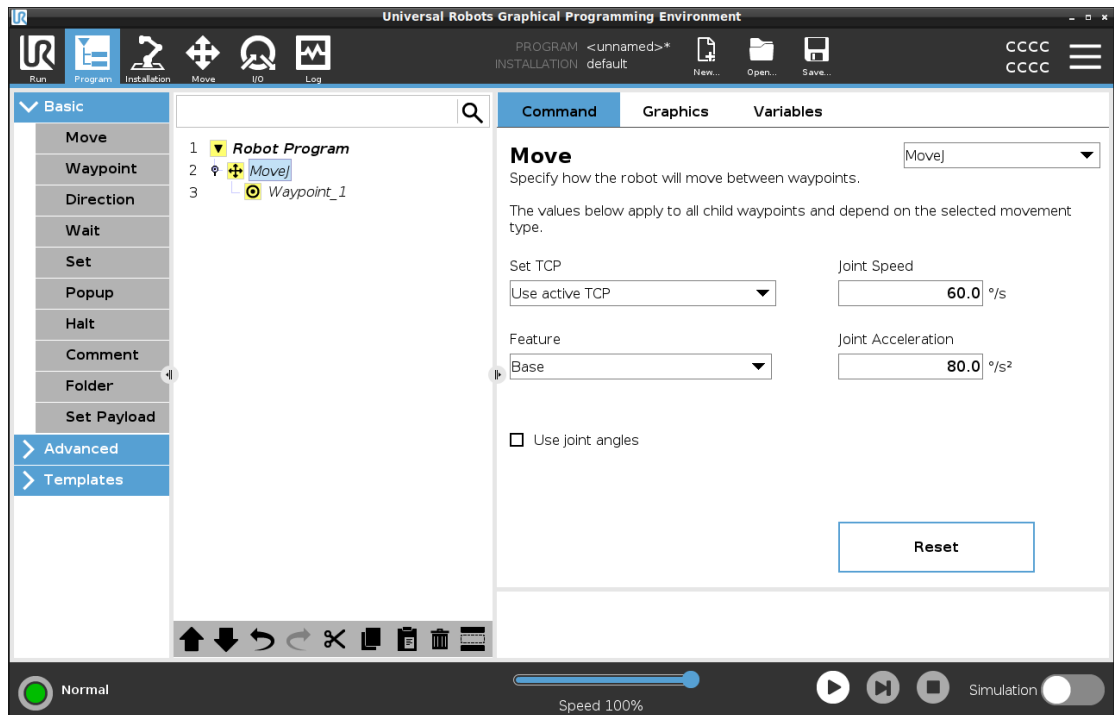 Universal Robots Graphical Programming Environment
UR
Run
Program
Installation
Move
I/O
Log
PROGRAM <unnamed>*
INSTALLATION default
New...
Open...
Save...
CCCC
CCCC
Basic
Move
Waypoint
Direction
Wait
Set
Popup
Halt
Comment
Folder
Set Payload
Advanced
Templates
1 Robot Program
2 MoveJ
3 Waypoint_1
Command Graphics Variables
Move
MoveJ
Specify how the robot will move between waypoints.
The values below apply to all child waypoints and depend on the selected movement
type.
Set TCP
Use active TCP
Joint Speed
60.0 °/s
Feature
Base
Joint Acceleration
80.0 °/s²
Use joint angles
Reset
Normal
Speed 100%
Simulation